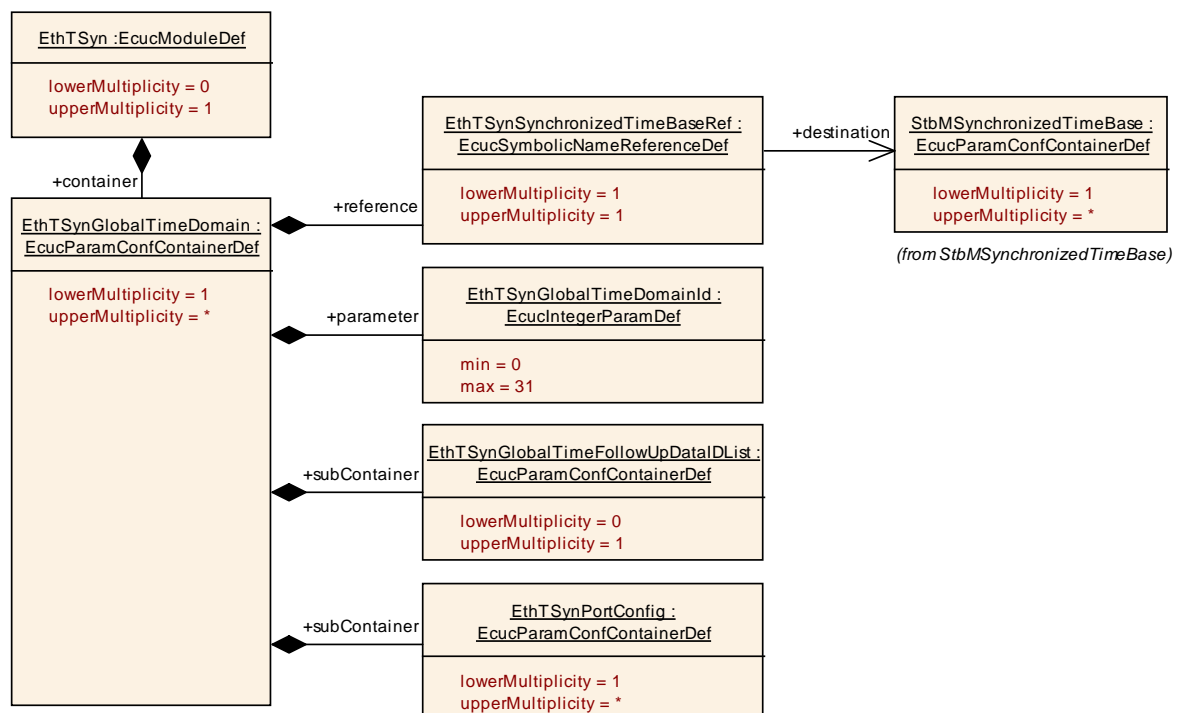 EthTSyn :EcucModuleDef
lowerMultiplicity = 0
upperMultiplicity = 1
+container
EthTSynGlobalTimeDomain :
EcucParamConfContainerDef
lowerMultiplicity = 1
upperMultiplicity = *
+reference
EthTSynSynchronizedTimeBaseRef :
EcucSymbolicNameReferenceDef
lowerMultiplicity = 1
upperMultiplicity = 1
+destination
StbMSynchronizedTimeBase :
EcucParamConfContainerDef
lowerMultiplicity = 1
upperMultiplicity = *
(from StbMSynchronizedTimeBase)
+parameter
EthTSynGlobalTimeDomainId :
EcucIntegerParamDef
min = 0
max = 31
+subContainer
EthTSynGlobalTimeFollowUpDataIDList :
EcucParamConfContainerDef
lowerMultiplicity = 0
upperMultiplicity = 1
+subContainer
EthTSynPortConfig :
EcucParamConfContainerDef
lowerMultiplicity = 1
upperMultiplicity = *